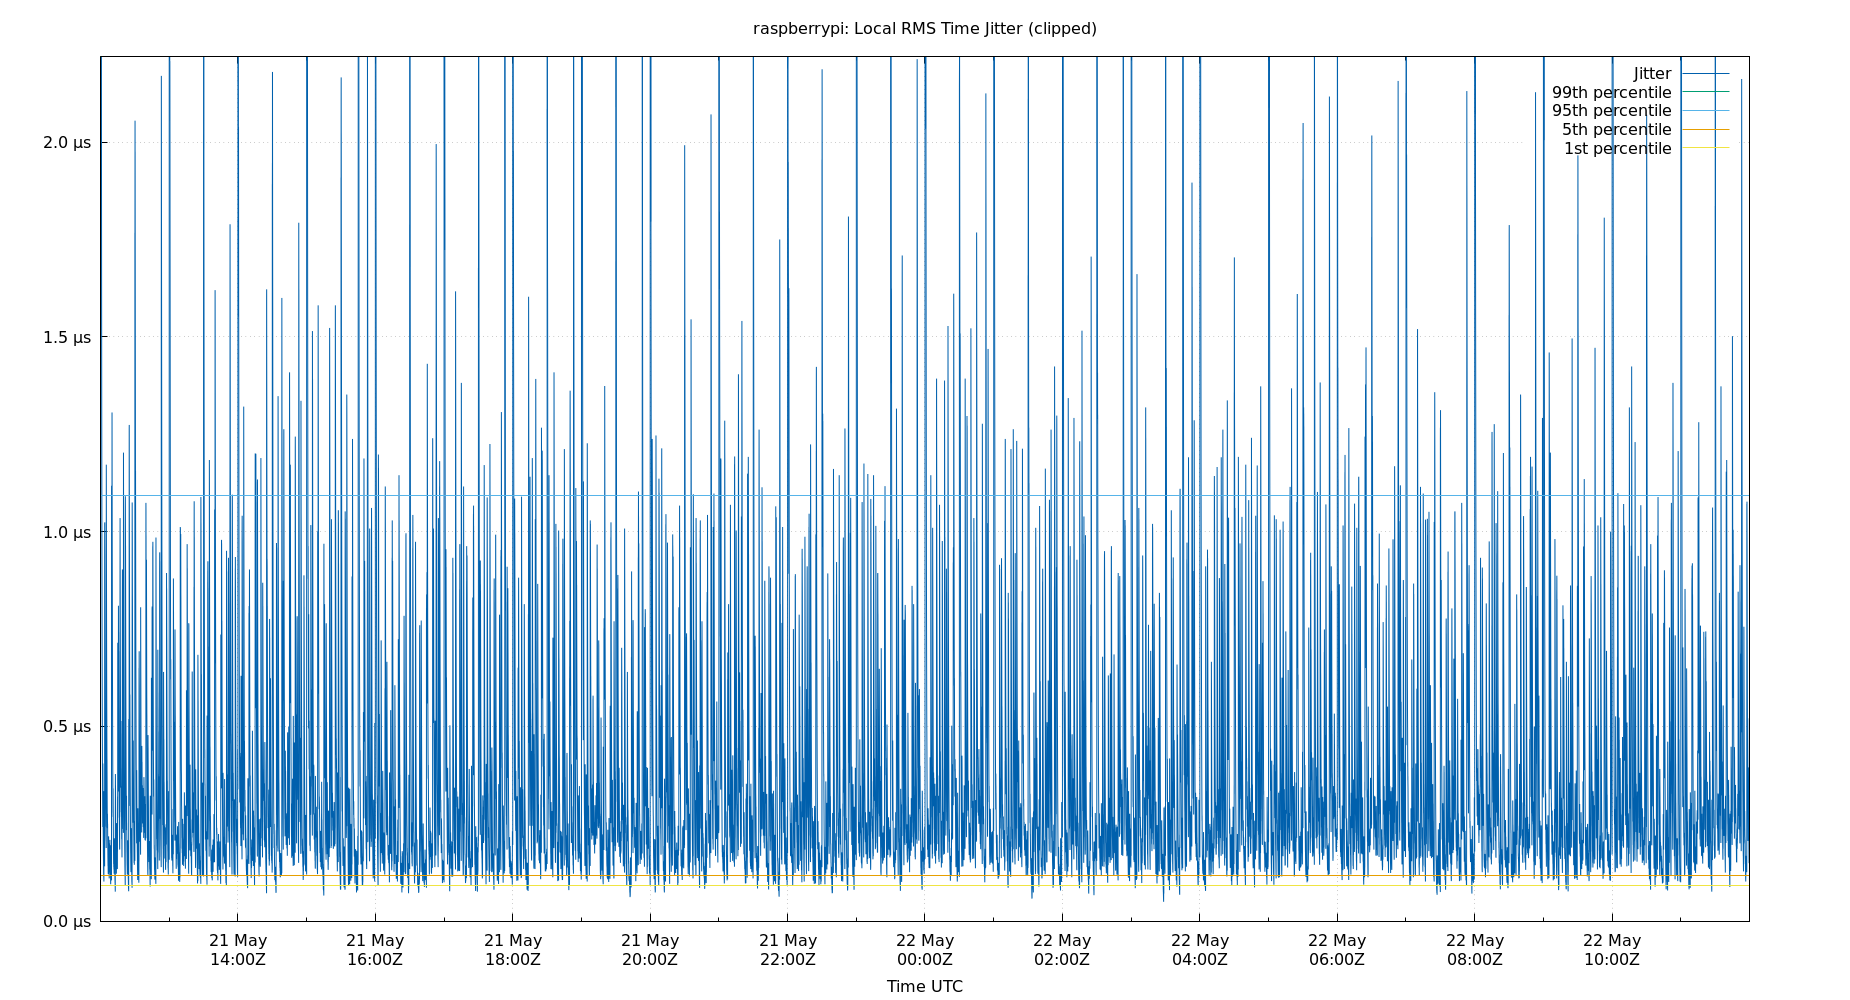 raspberrypi: Local RMS Time Jitter (clipped)
Jitter
99th percentile
95th percentile
5th percentile
1st percentile
2.0 µs
1.5 µs
1.0 µs
0.5 µs
0.0 µs
21 May 21 May 21 May 21 May 21 May 22 May 22 May 22 May 22 May 22 May 22 May
14:00Z 16:00Z 18:00Z 20:00Z 22:00Z 00:00Z 02:00Z 04:00Z 06:00Z 08:00Z 10:00Z
Time UTC